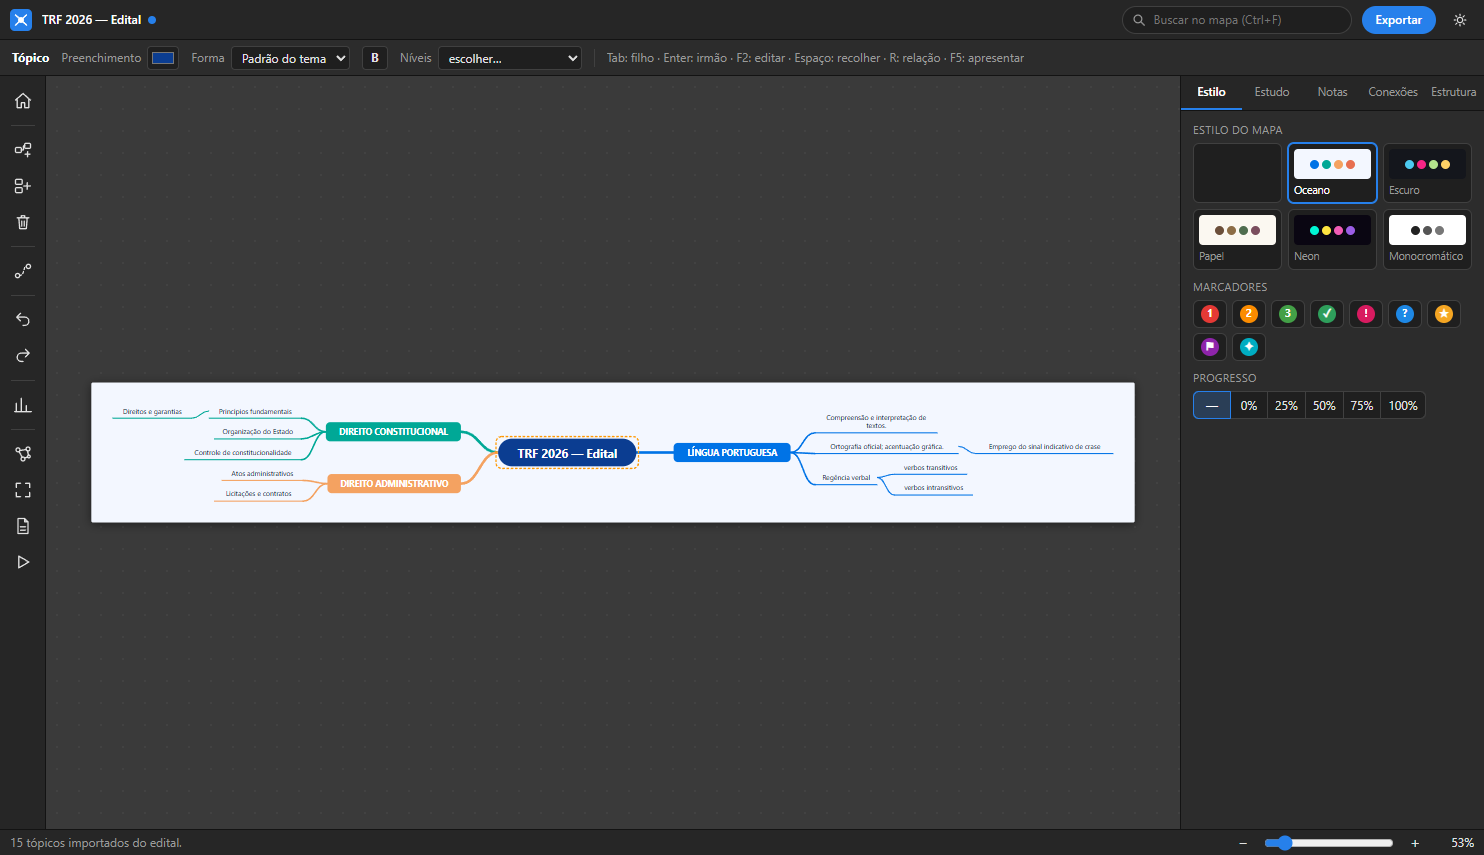 TRF 2026 — Edital
Buscar no mapa (Ctrl+F)
Exportar
Tópico
Preenchimento
Forma
Padrão do tema
B
Níveis
escolher...
Tab: filho · Enter: irmão · F2: editar · Espaço: recolher · R: relação · F5: apresentar
Estilo
Estudo
Notas
Conexões
Estrutura
ESTILO DO MAPA
Oceano
Escuro
Papel
Neon
Monocromático
MARCADORES
1
2
3
!
?
PROGRESSO
—
0%
25%
50%
75%
100%
Direitos e garantias
Princípios fundamentais
Organização do Estado
Controle de constitucionalidade
DIREITO CONSTITUCIONAL
Atos administrativos
Licitações e contratos
DIREITO ADMINISTRATIVO
TRF 2026 — Edital
LÍNGUA PORTUGUESA
Compreensão e interpretação de
textos.
Ortografia oficial; acentuação gráfica.
Emprego do sinal indicativo de crase
Regência verbal
verbos transitivos
verbos intransitivos
15 tópicos importados do edital.
−
+
53%